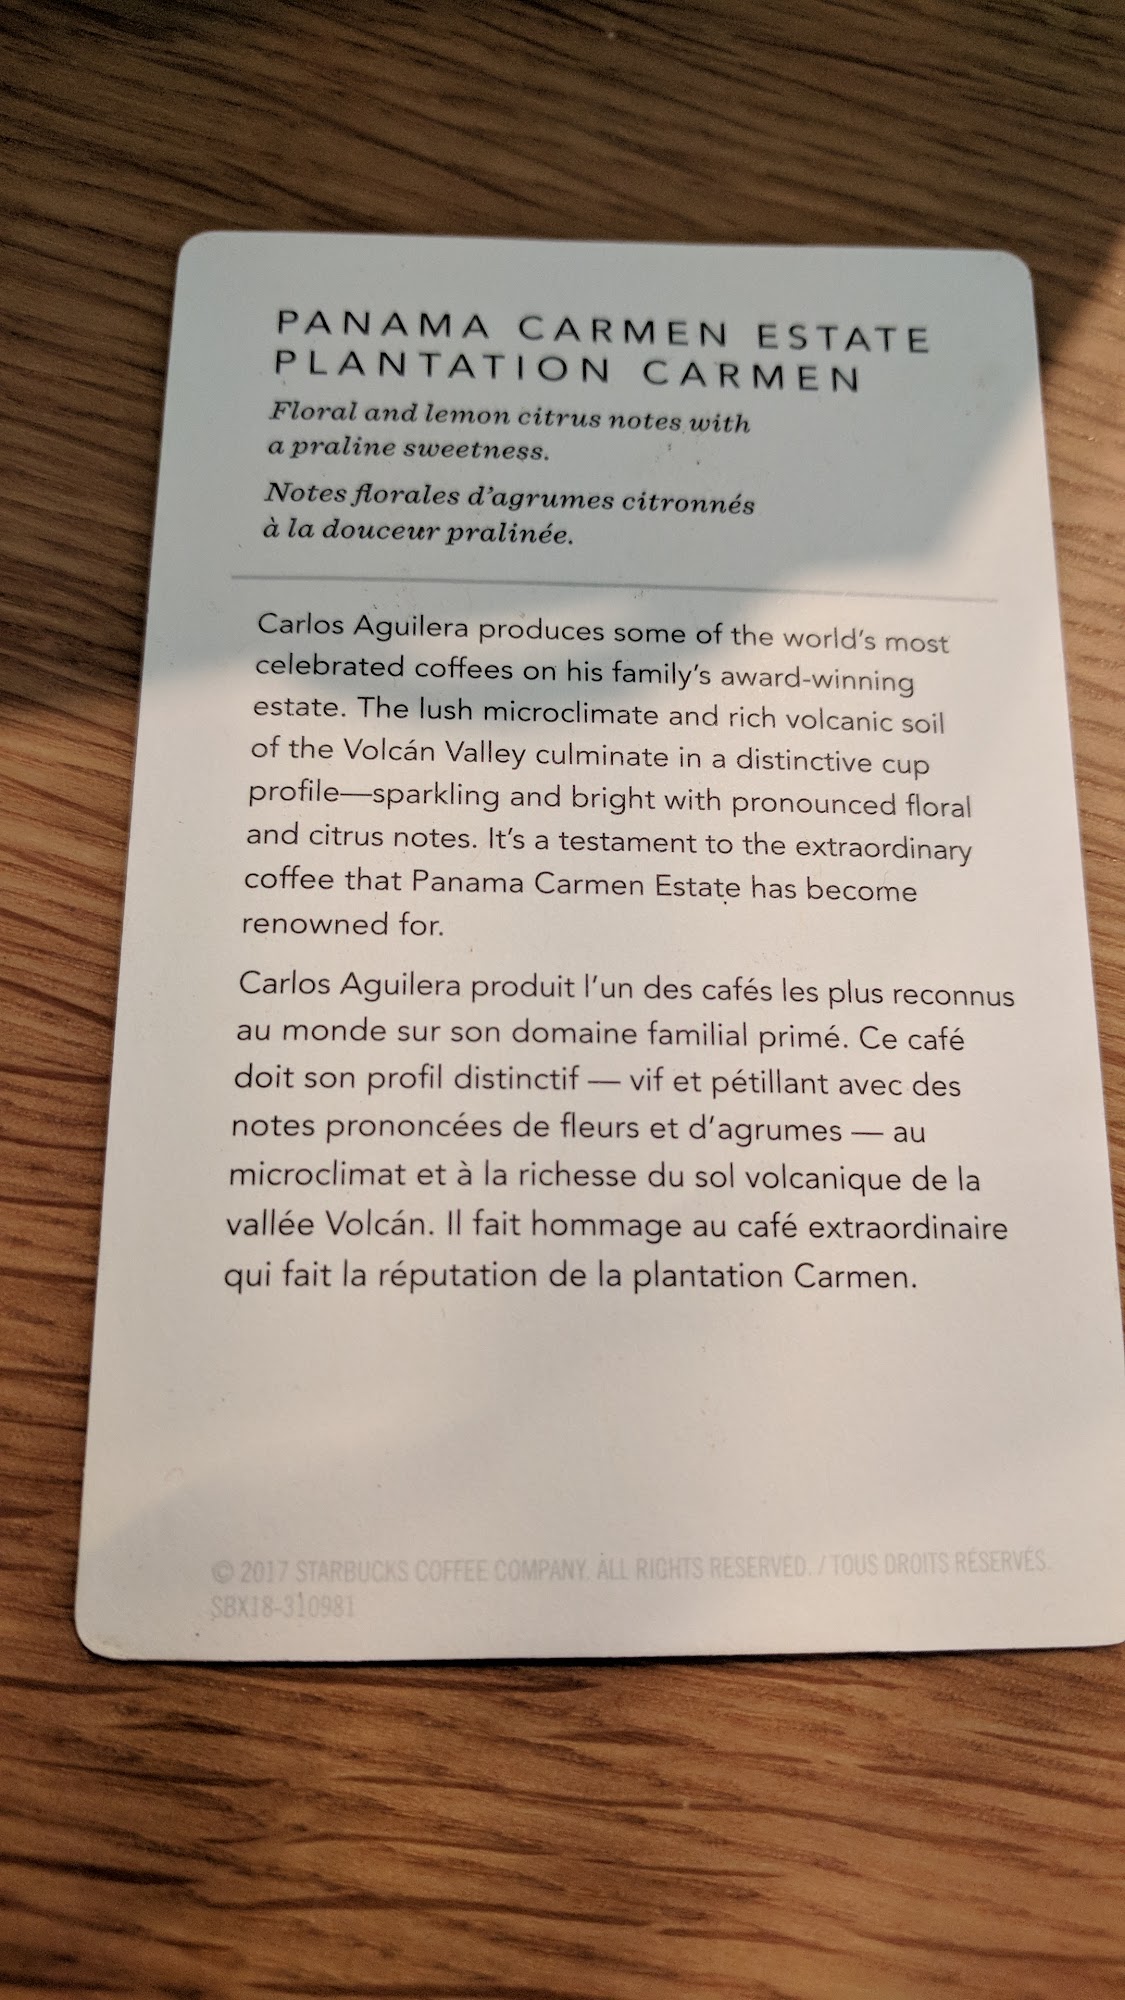 PANAMA CARMEN ESTATE
PLANTATION CARMEN
Floral and lemon citrus notes with
a praline sweetness.
Notes florales d'agrumes citronnés
à la douceur pralinée.
Carlos Aguilera produces some of the world's most
celebrated coffees on his family's award-winning
estate. The lush microclimate and rich volcanic soil
of the Volcán Valley culminate in a distinctive cup
profile—sparkling and bright with pronounced floral
and citrus notes. It's a testament to the extraordinary
coffee that Panama Carmen Estate has become
renowned for.
Carlos Aguilera produit l'un des cafés les plus reconnus
au monde sur son domaine familial primé. Ce café
doit son profil distinctif — vif et pétillant avec des
notes prononcées de fleurs et d'agrumes — au
microclimat et à la richesse du sol volcanique de la
vallée Volcán. Il fait hommage au café extraordinaire
qui fait la réputation de la plantation Carmen.
© 2017 STARBUCKS COFFEE COMPANY. ALL RIGHTS RESERVED. / TOUS DROITS RÉSERVÉS.
SBX18-310981